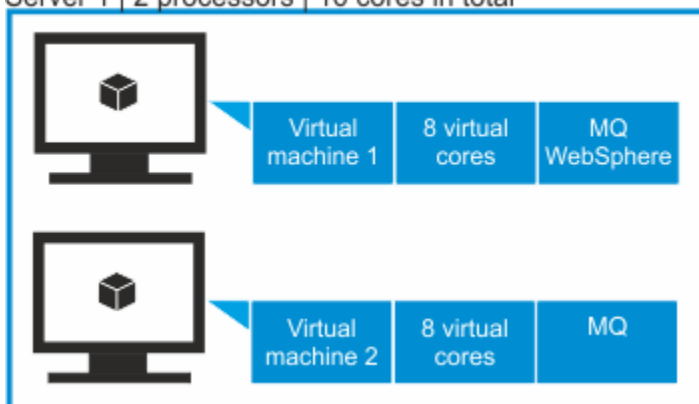 Server 1 | 2 processors | cores in total
Virtual machine 1
8 virtual cores
MQ WebSphere
Virtual machine 2
8 virtual cores
MQ